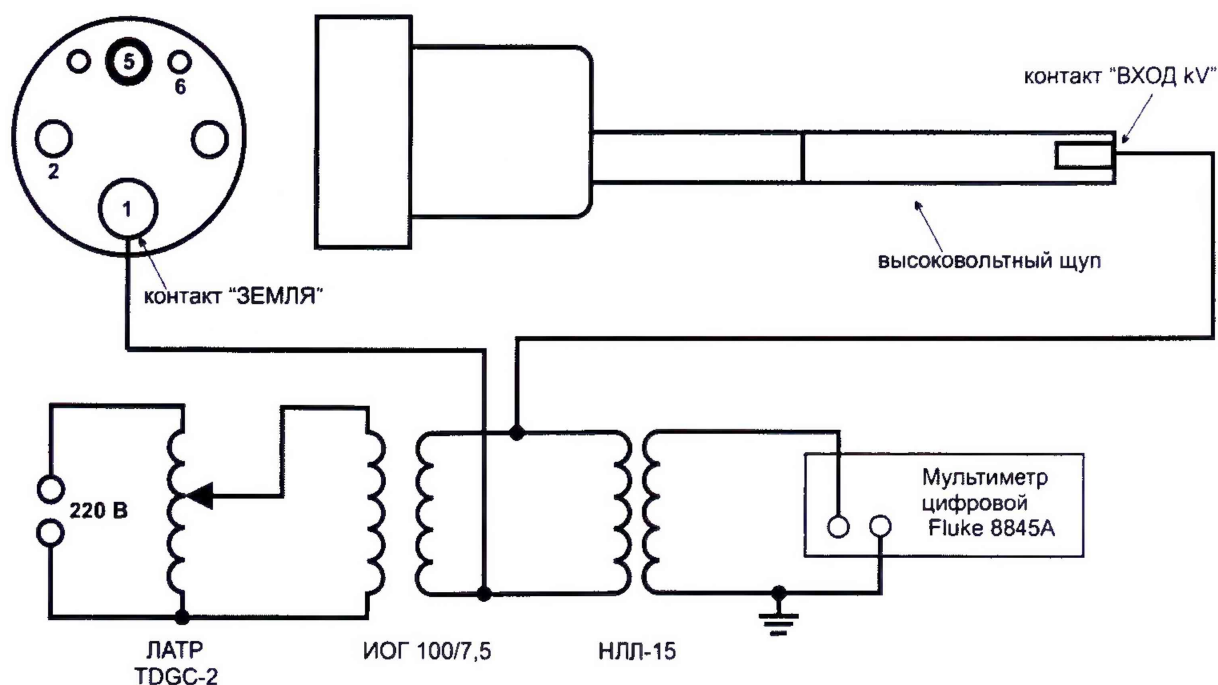 5
6
2
1
контакт "ВХОД kV"
высоковольтный щуп
контакт "ЗЕМЛЯ"
220 В
Мультиметр
цифровой
Fluke 8845A
ЛАТР
TDGC-2
ИОГ 100/7,5
НЛЛ-15